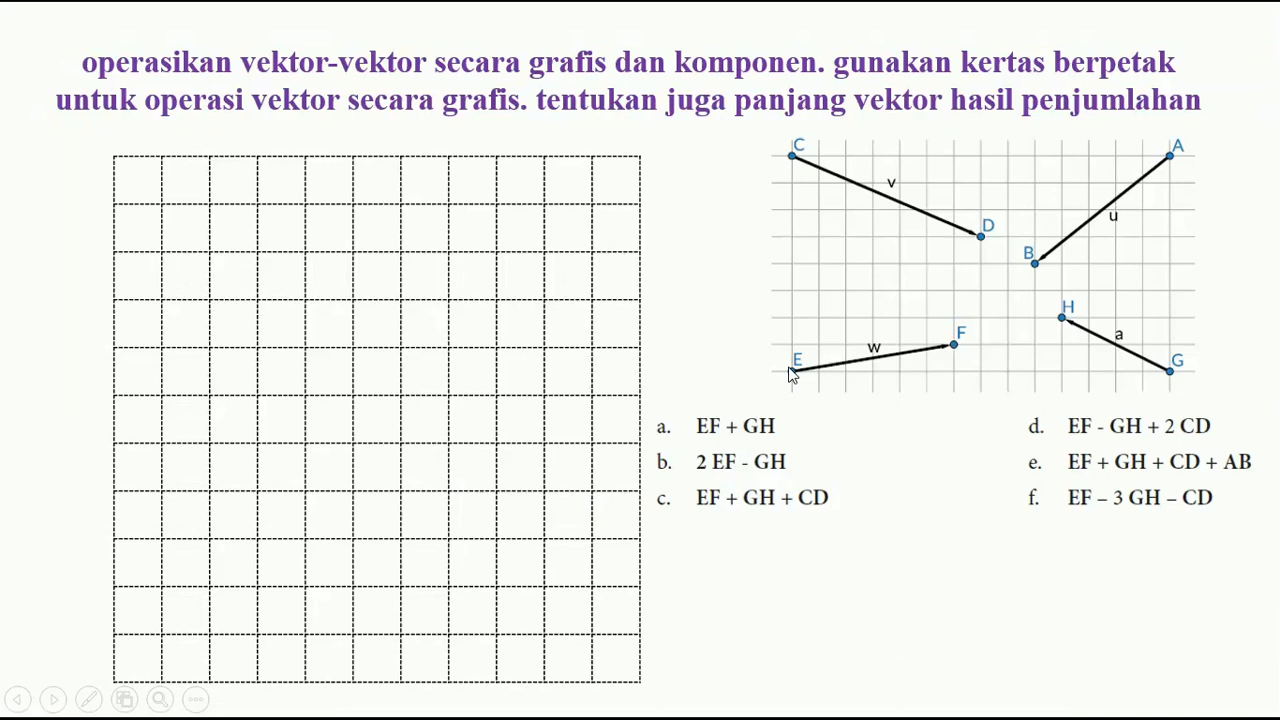 operasikan vektor-vektor secara grafis dan komponen. gunakan kertas berpetak
untuk operasi vektor secara grafis. tentukan juga panjang vektor hasil penjumlahan
C
A
v
u
D
B
H
F
a
w
E
G
a. EF + GH
d. EF - GH + 2 CD
b. 2 EF - GH
e. EF + GH + CD + AB
c. EF + GH + CD
f. EF – 3 GH – CD